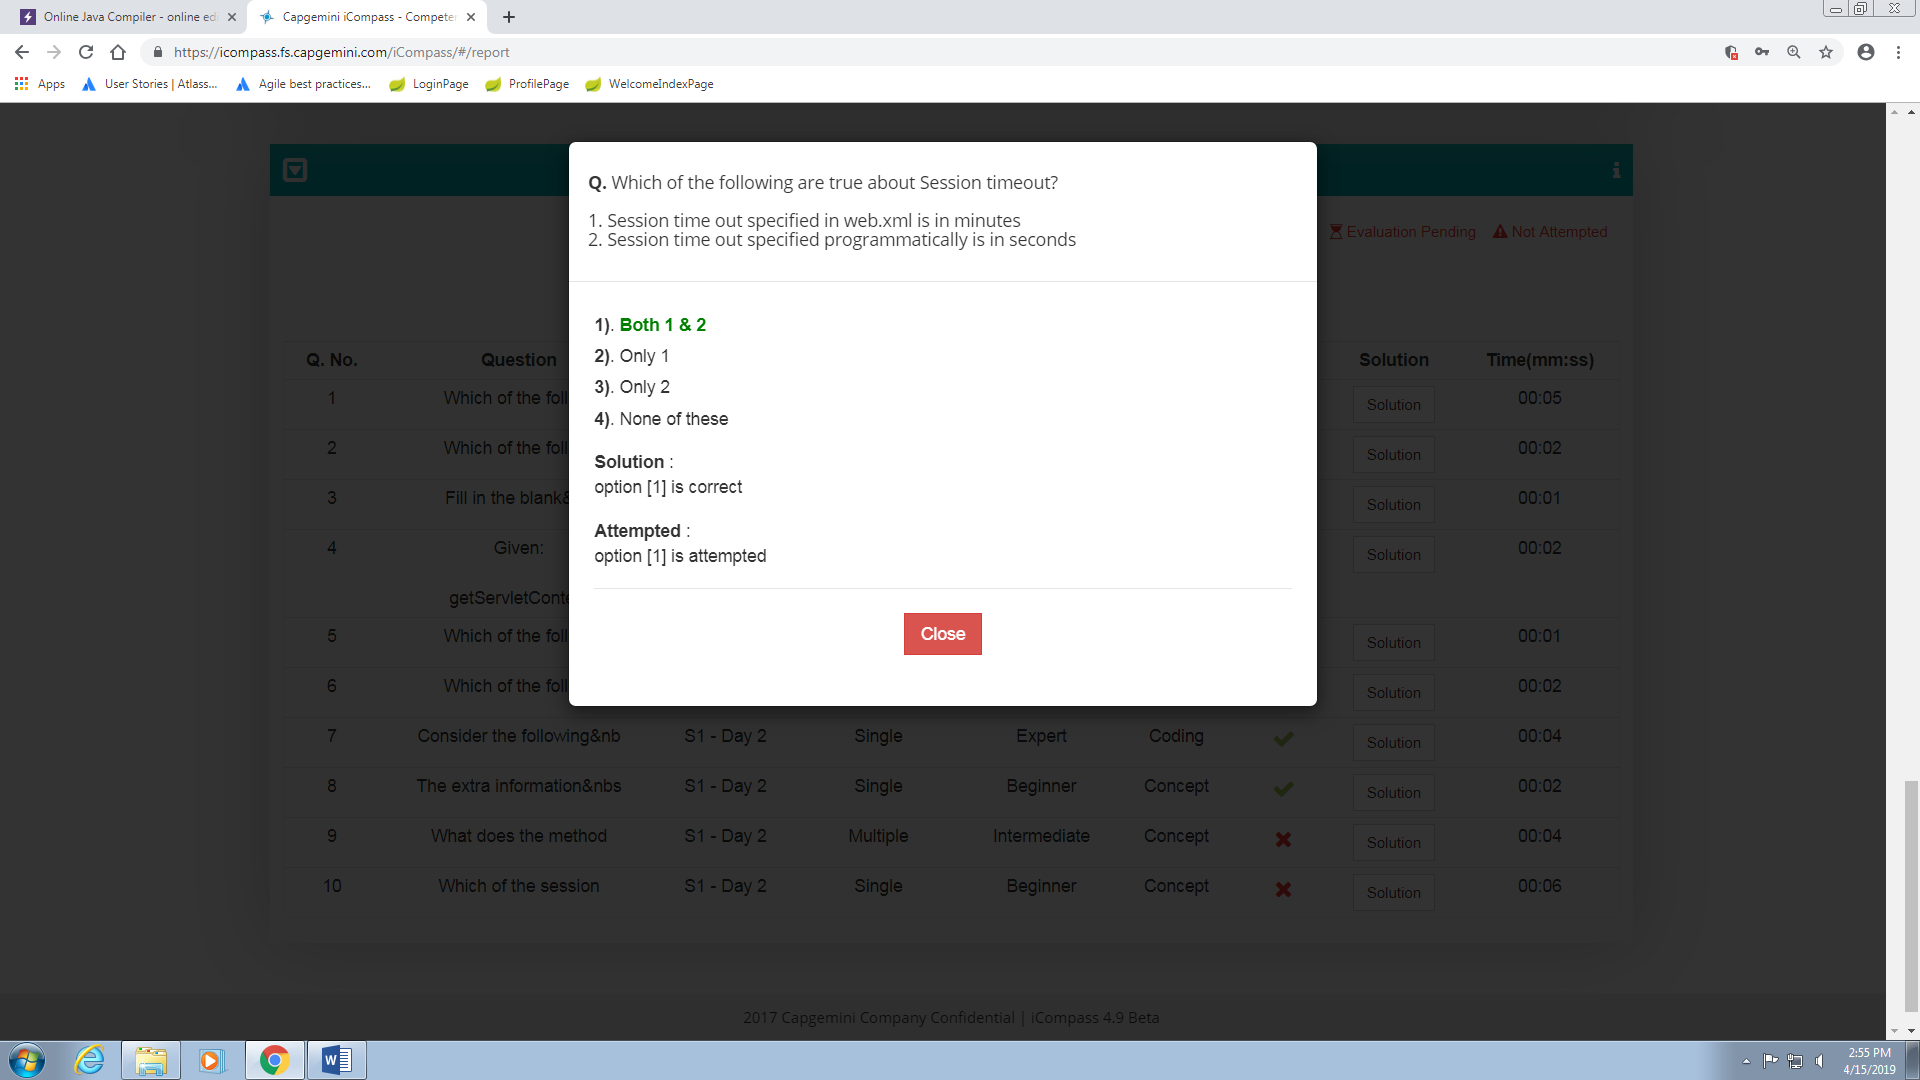 Online Java Compiler - online ed
Capgemini iCompass - Compete
https://icompass.fs.capgemini.com/iCompass/#/report
Apps
User Stories | Atlass...
Agile best practices...
LoginPage
ProfilePage
WelcomeIndexPage
Q. Which of the following are true about Session timeout?
1. Session time out specified in web.xml is in minutes
2. Session time out specified programmatically is in seconds
Evaluation Pending Not Attempted
1). Both 1 & 2
2). Only 1
3). Only 2
4). None of these
Solution :
option [1] is correct
Attempted :
option [1] is attempted
Close
Q. No. Question Solution Time(mm:ss)
1 Which of the foll Solution 00:05
2 Which of the foll Solution 00:02
3 Fill in the blank& Solution 00:01
4 Given: Solution 00:02
getServletConte
5 Which of the foll Solution 00:01
6 Which of the foll Solution 00:02
7 Consider the following&nb S1 - Day 2 Single Expert Coding Solution 00:04
8 The extra information&nbs S1 - Day 2 Single Beginner Concept Solution 00:02
9 What does the method S1 - Day 2 Multiple Intermediate Concept Solution 00:04
10 Which of the session S1 - Day 2 Single Beginner Concept Solution 00:06
2017 Capgemini Company Confidential | iCompass 4.9 Beta
2:55 PM
4/15/2019